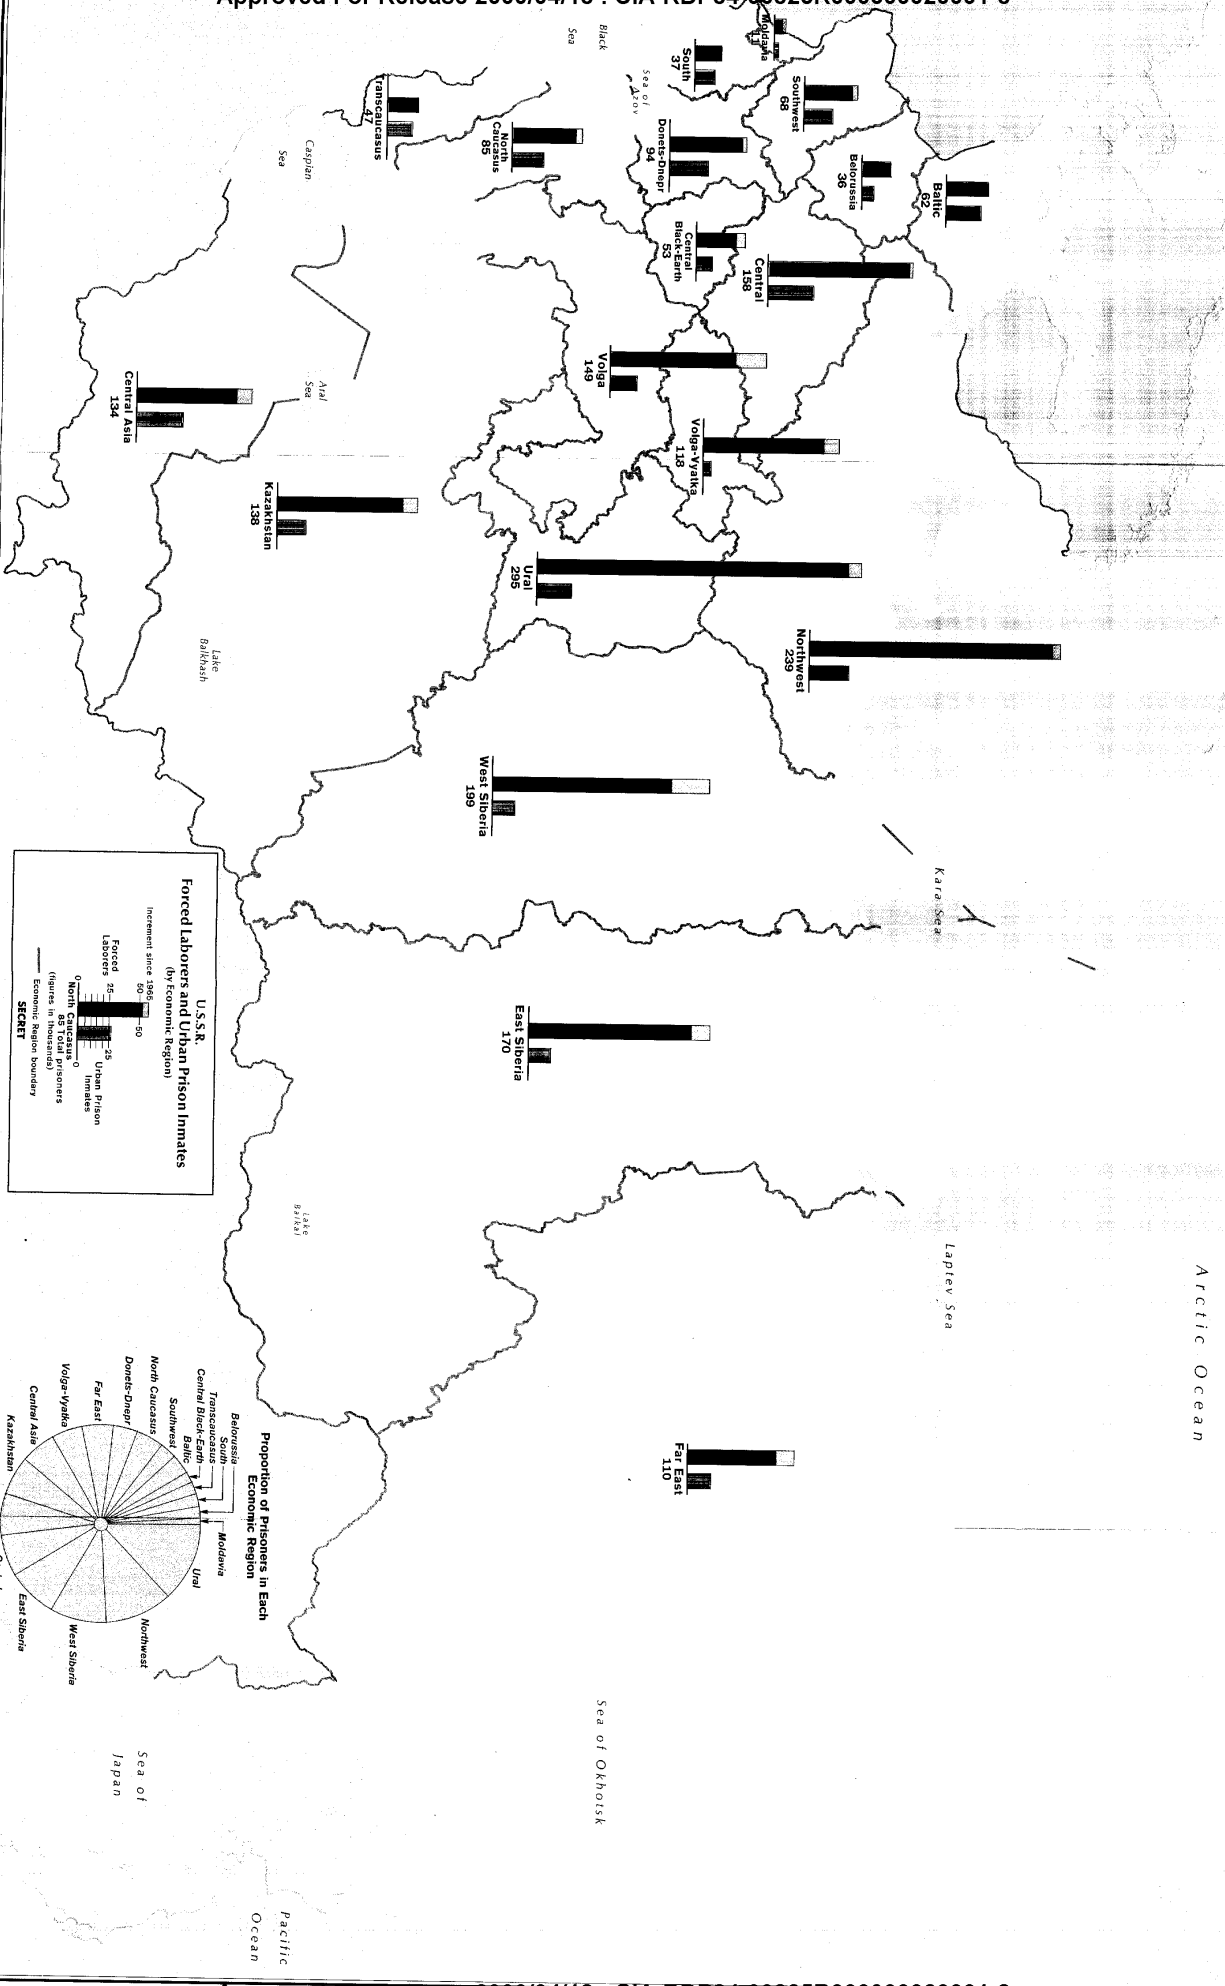 Arctic Ocean
Laptev Sea
Kara Sea
Sea of Okhotsk
Pacific
Ocean
Sea of
Japan
Black
Sea
Sea of
Azov
Caspian
Sea
Aral
Sea
Lake
Balkhash
Lake
Baikal
Moldavia
South
37
Southwest
68
Belorussia
36
Baltic
62
Donets-Dnepr
94
North
Caucasus
85
Transcaucasus
47
Central
Black-Earth
53
Central
158
Volga
149
Volga-Vyatka
118
Central Asia
134
Kazakhstan
138
Ural
295
Northwest
239
West Siberia
199
East Siberia
170
Far East
110
U.S.S.R.
Forced Laborers and Urban Prison Inmates
(by Economic Region)
Increment since 1965
50
50
Forced
Laborers
25
25
Urban Prison
Inmates
0
0
North Caucasus
85 Total prisoners
(figures in thousands)
Economic Region boundary
SECRET
Proportion of Prisoners in Each
Economic Region
Belorussia
South
Transcaucasus
Central Black-Earth
Baltic
Southwest
North Caucasus
Donets-Dnepr
Far East
Volga-Vyatka
Central Asia
Kazakhstan
Moldavia
Ural
Northwest
West Siberia
East Siberia